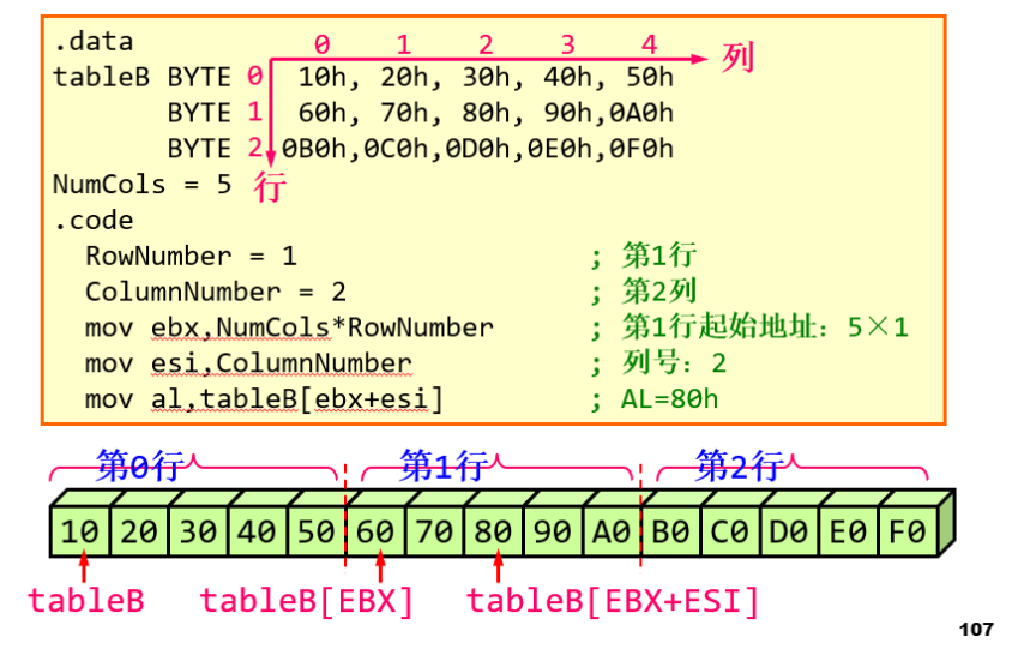 .data
0 1 2 3 4 列
tableB BYTE 0 10h, 20h, 30h, 40h, 50h
BYTE 1 60h, 70h, 80h, 90h,0A0h
BYTE 2 0B0h,0C0h,0D0h,0E0h,0F0h
NumCols = 5 行
.code
RowNumber = 1 ; 第1行
ColumnNumber = 2 ; 第2列
mov ebx,NumCols*RowNumber ; 第1行起始地址：5×1
mov esi,ColumnNumber ; 列号：2
mov al,tableB[ebx+esi] ; AL=80h
第0行 第1行 第2行
10 20 30 40 50 60 70 80 90 A0 B0 C0 D0 E0 F0
tableB tableB[EBX] tableB[EBX+ESI]
107